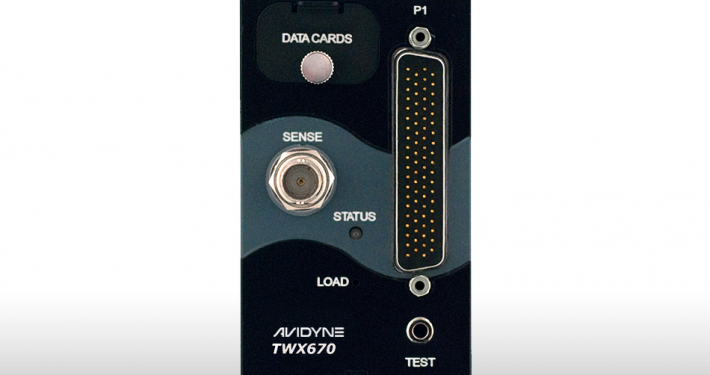 P1
DATA CARDS
SENSE
STATUS
LOAD
AVIDYNE
TWX670
TEST